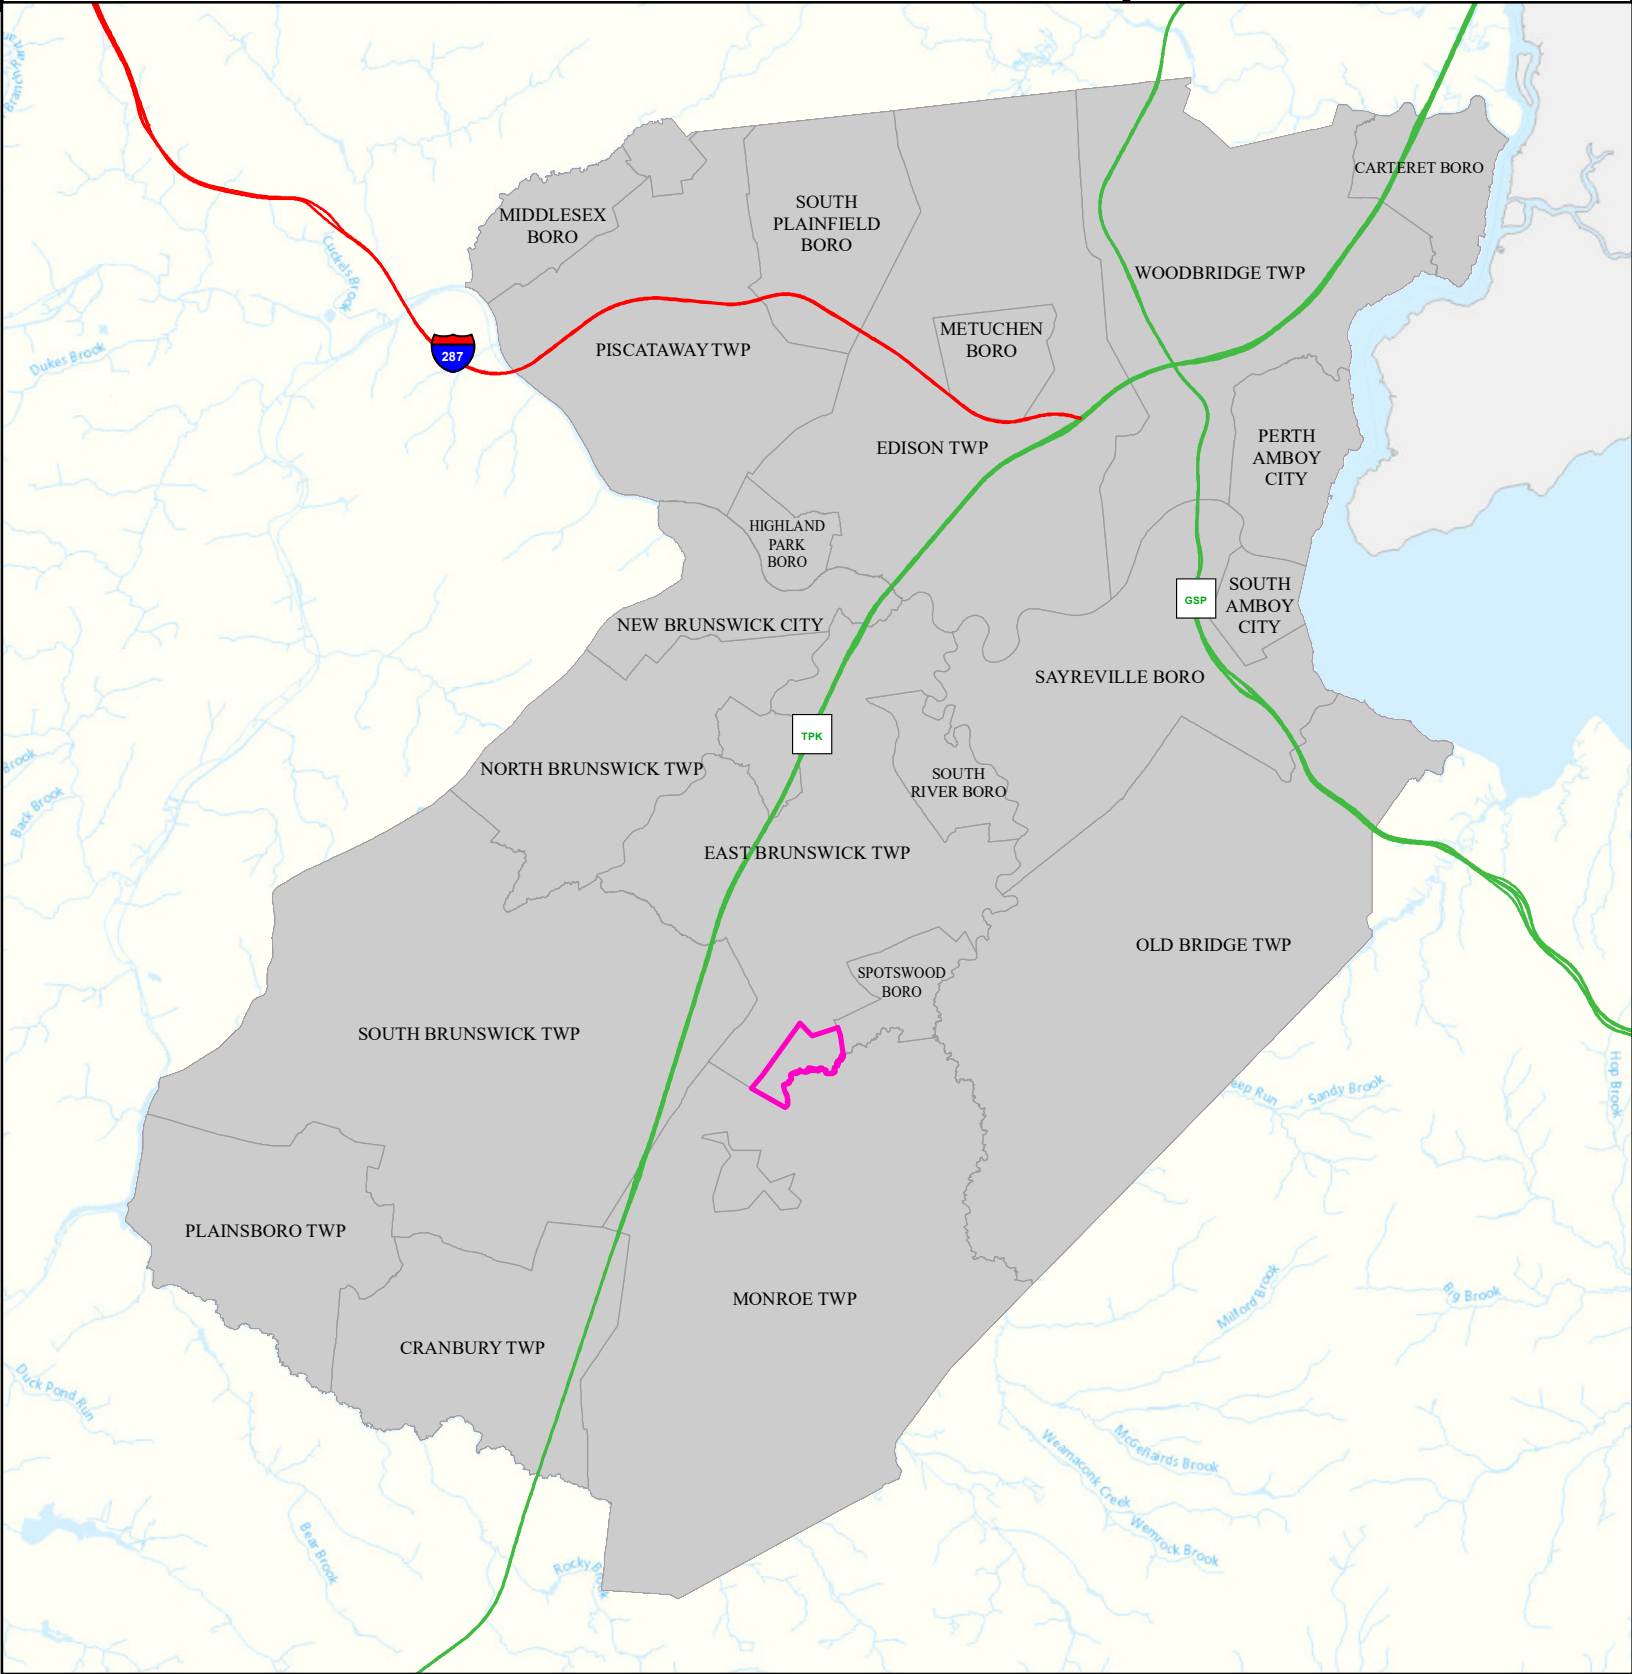 CARTERET BORO
MIDDLESEX
BORO
SOUTH
PLAINFIELD
BORO
WOODBRIDGE TWP
Cuckels Brook
Dukes Brook
287
PISCATAWAY TWP
METUCHEN
BORO
EDISON TWP
PERTH
AMBOY
CITY
HIGHLAND
PARK
BORO
GSP
SOUTH
AMBOY
CITY
NEW BRUNSWICK CITY
SAYREVILLE BORO
TPK
NORTH BRUNSWICK TWP
SOUTH
RIVER BORO
Brook
Back Brook
EAST BRUNSWICK TWP
OLD BRIDGE TWP
SPOTSWOOD
BORO
SOUTH BRUNSWICK TWP
eep Run
Sandy Brook
Hop Brook
PLAINSBORO TWP
MONROE TWP
Milford Brook
Big Brook
CRANBURY TWP
Duck Pond Run
McGellairds Brook
Weamaconk Creek
Wemrock Brook
Bear Brook
Rocky Brook